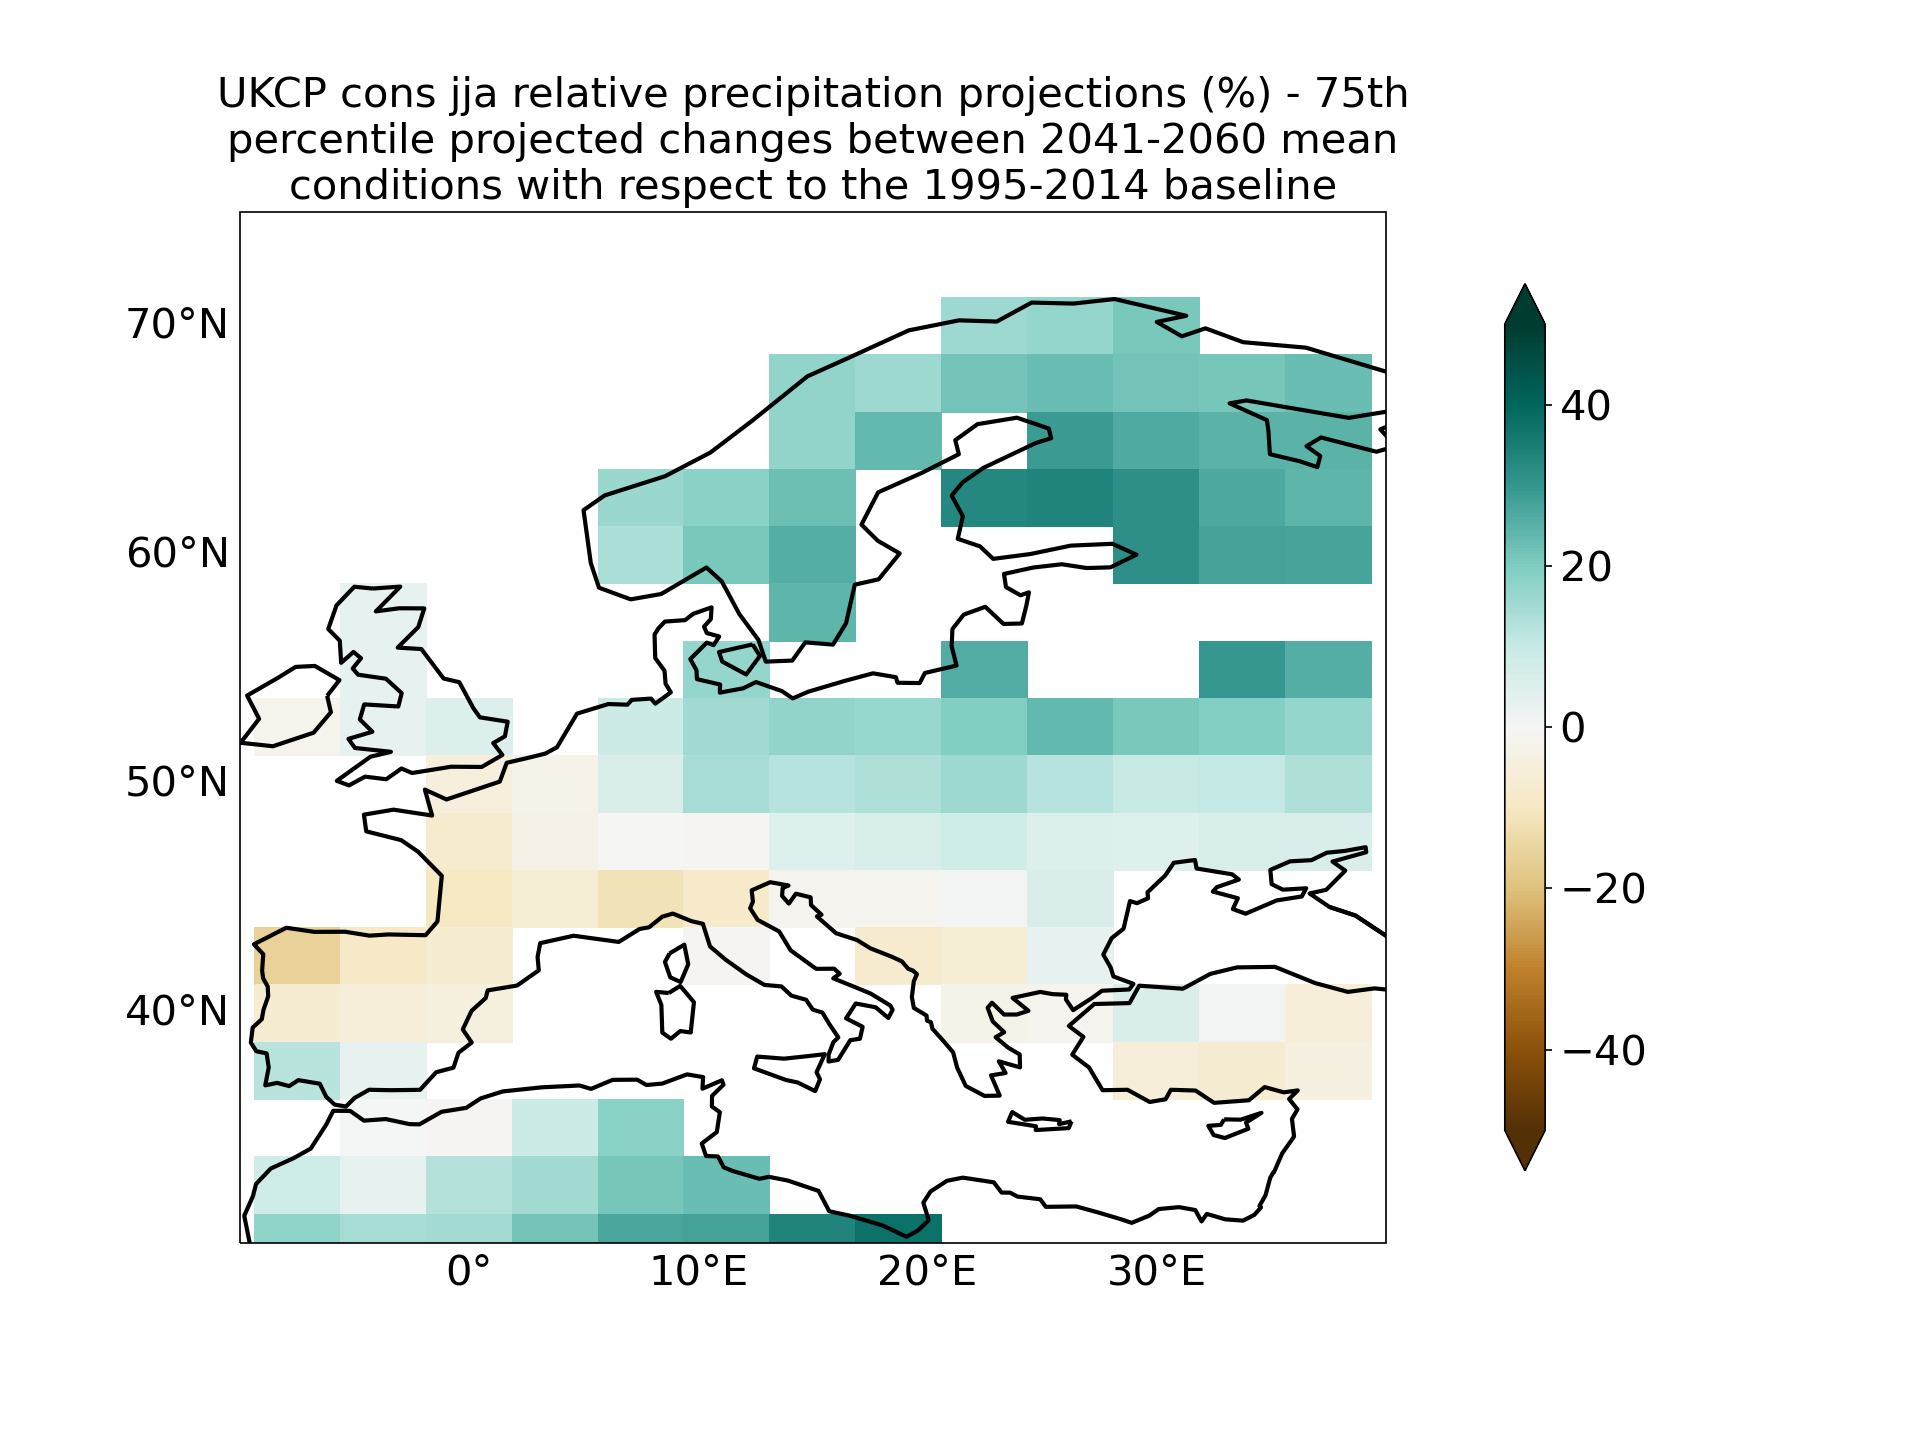 UKCP cons jja relative precipitation projections (%) - 75th
percentile projected changes between 2041-2060 mean
conditions with respect to the 1995-2014 baseline
70°N
60°N
50°N
40°N
0°
10°E
20°E
30°E
40
20
0
−20
−40